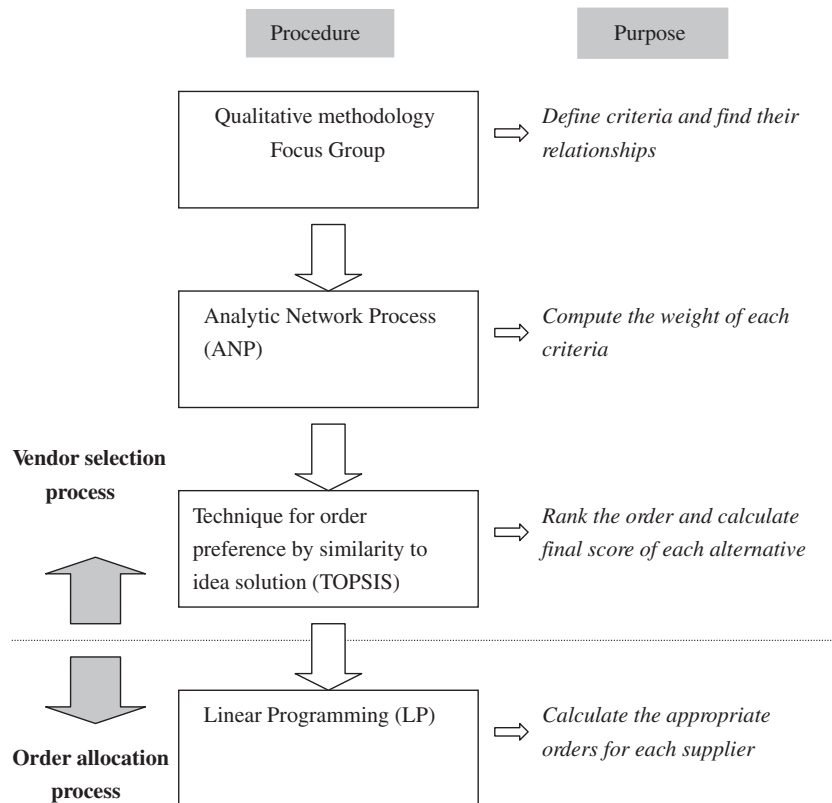 Procedure
Purpose
Qualitative methodology
Focus Group
Define criteria and find their
relationships
Analytic Network Process
(ANP)
Compute the weight of each
criteria
Vendor selection
process
Technique for order
preference by similarity to
idea solution (TOPSIS)
Rank the order and calculate
final score of each alternative
Linear Programming (LP)
Calculate the appropriate
orders for each supplier
Order allocation
process